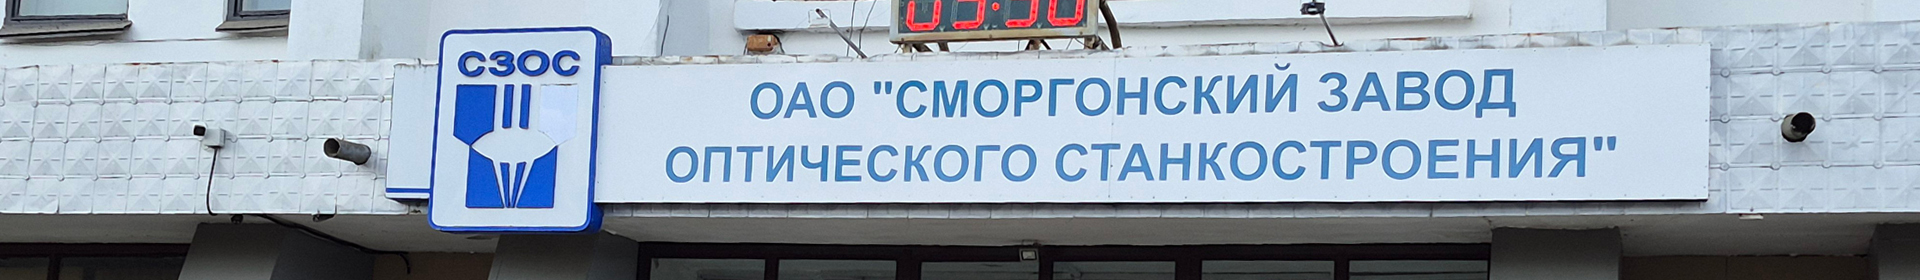 СЗОС
ОАО "СМОРГОНСКИЙ ЗАВОД
ОПТИЧЕСКОГО СТАНКОСТРОЕНИЯ"